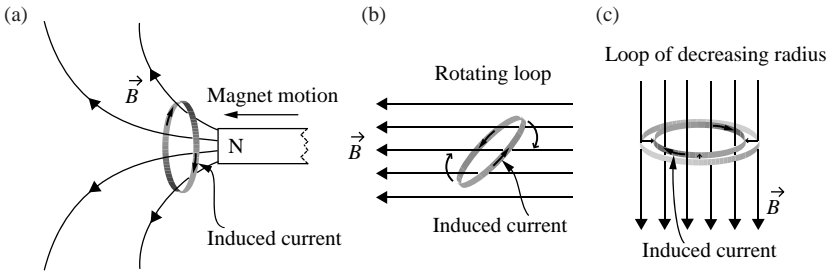 (a)
B
Magnet motion
N
Induced current
(b)
Rotating loop
B
Induced current
(c)
Loop of decreasing radius
B
Induced current